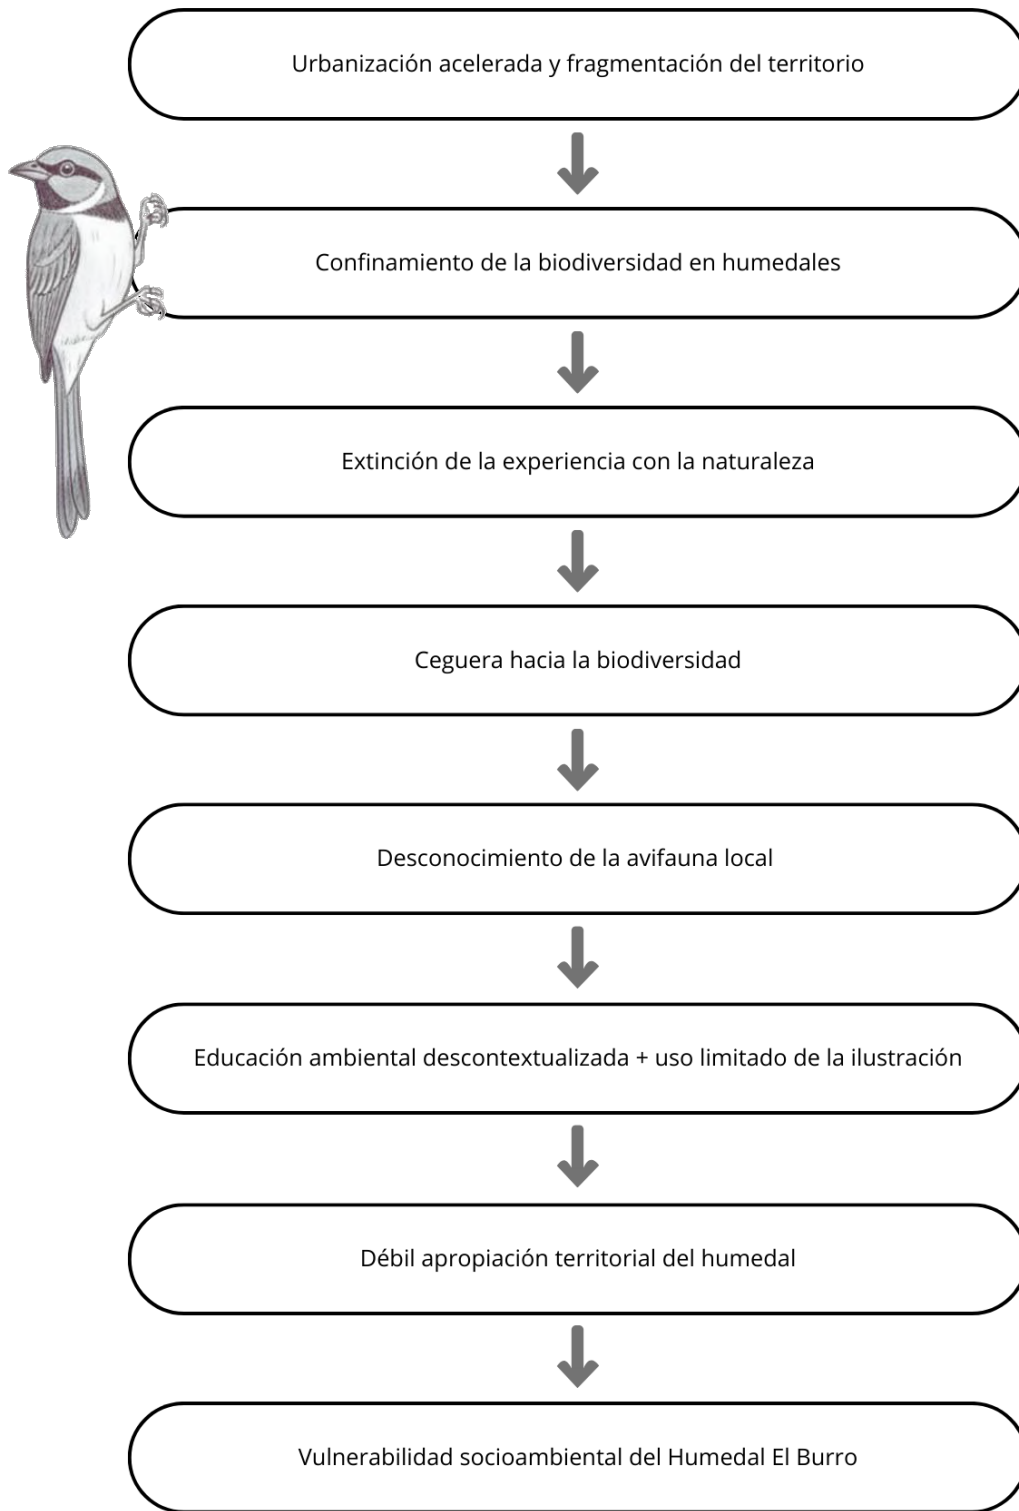 Urbanización acelerada y fragmentación del territorio
Confinamiento de la biodiversidad en humedales
Extinción de la experiencia con la naturaleza
Ceguera hacia la biodiversidad
Desconocimiento de la avifauna local
Educación ambiental descontextualizada + uso limitado de la ilustración
Débil apropiación territorial del humedal
Vulnerabilidad socioambiental del Humedal El Burro